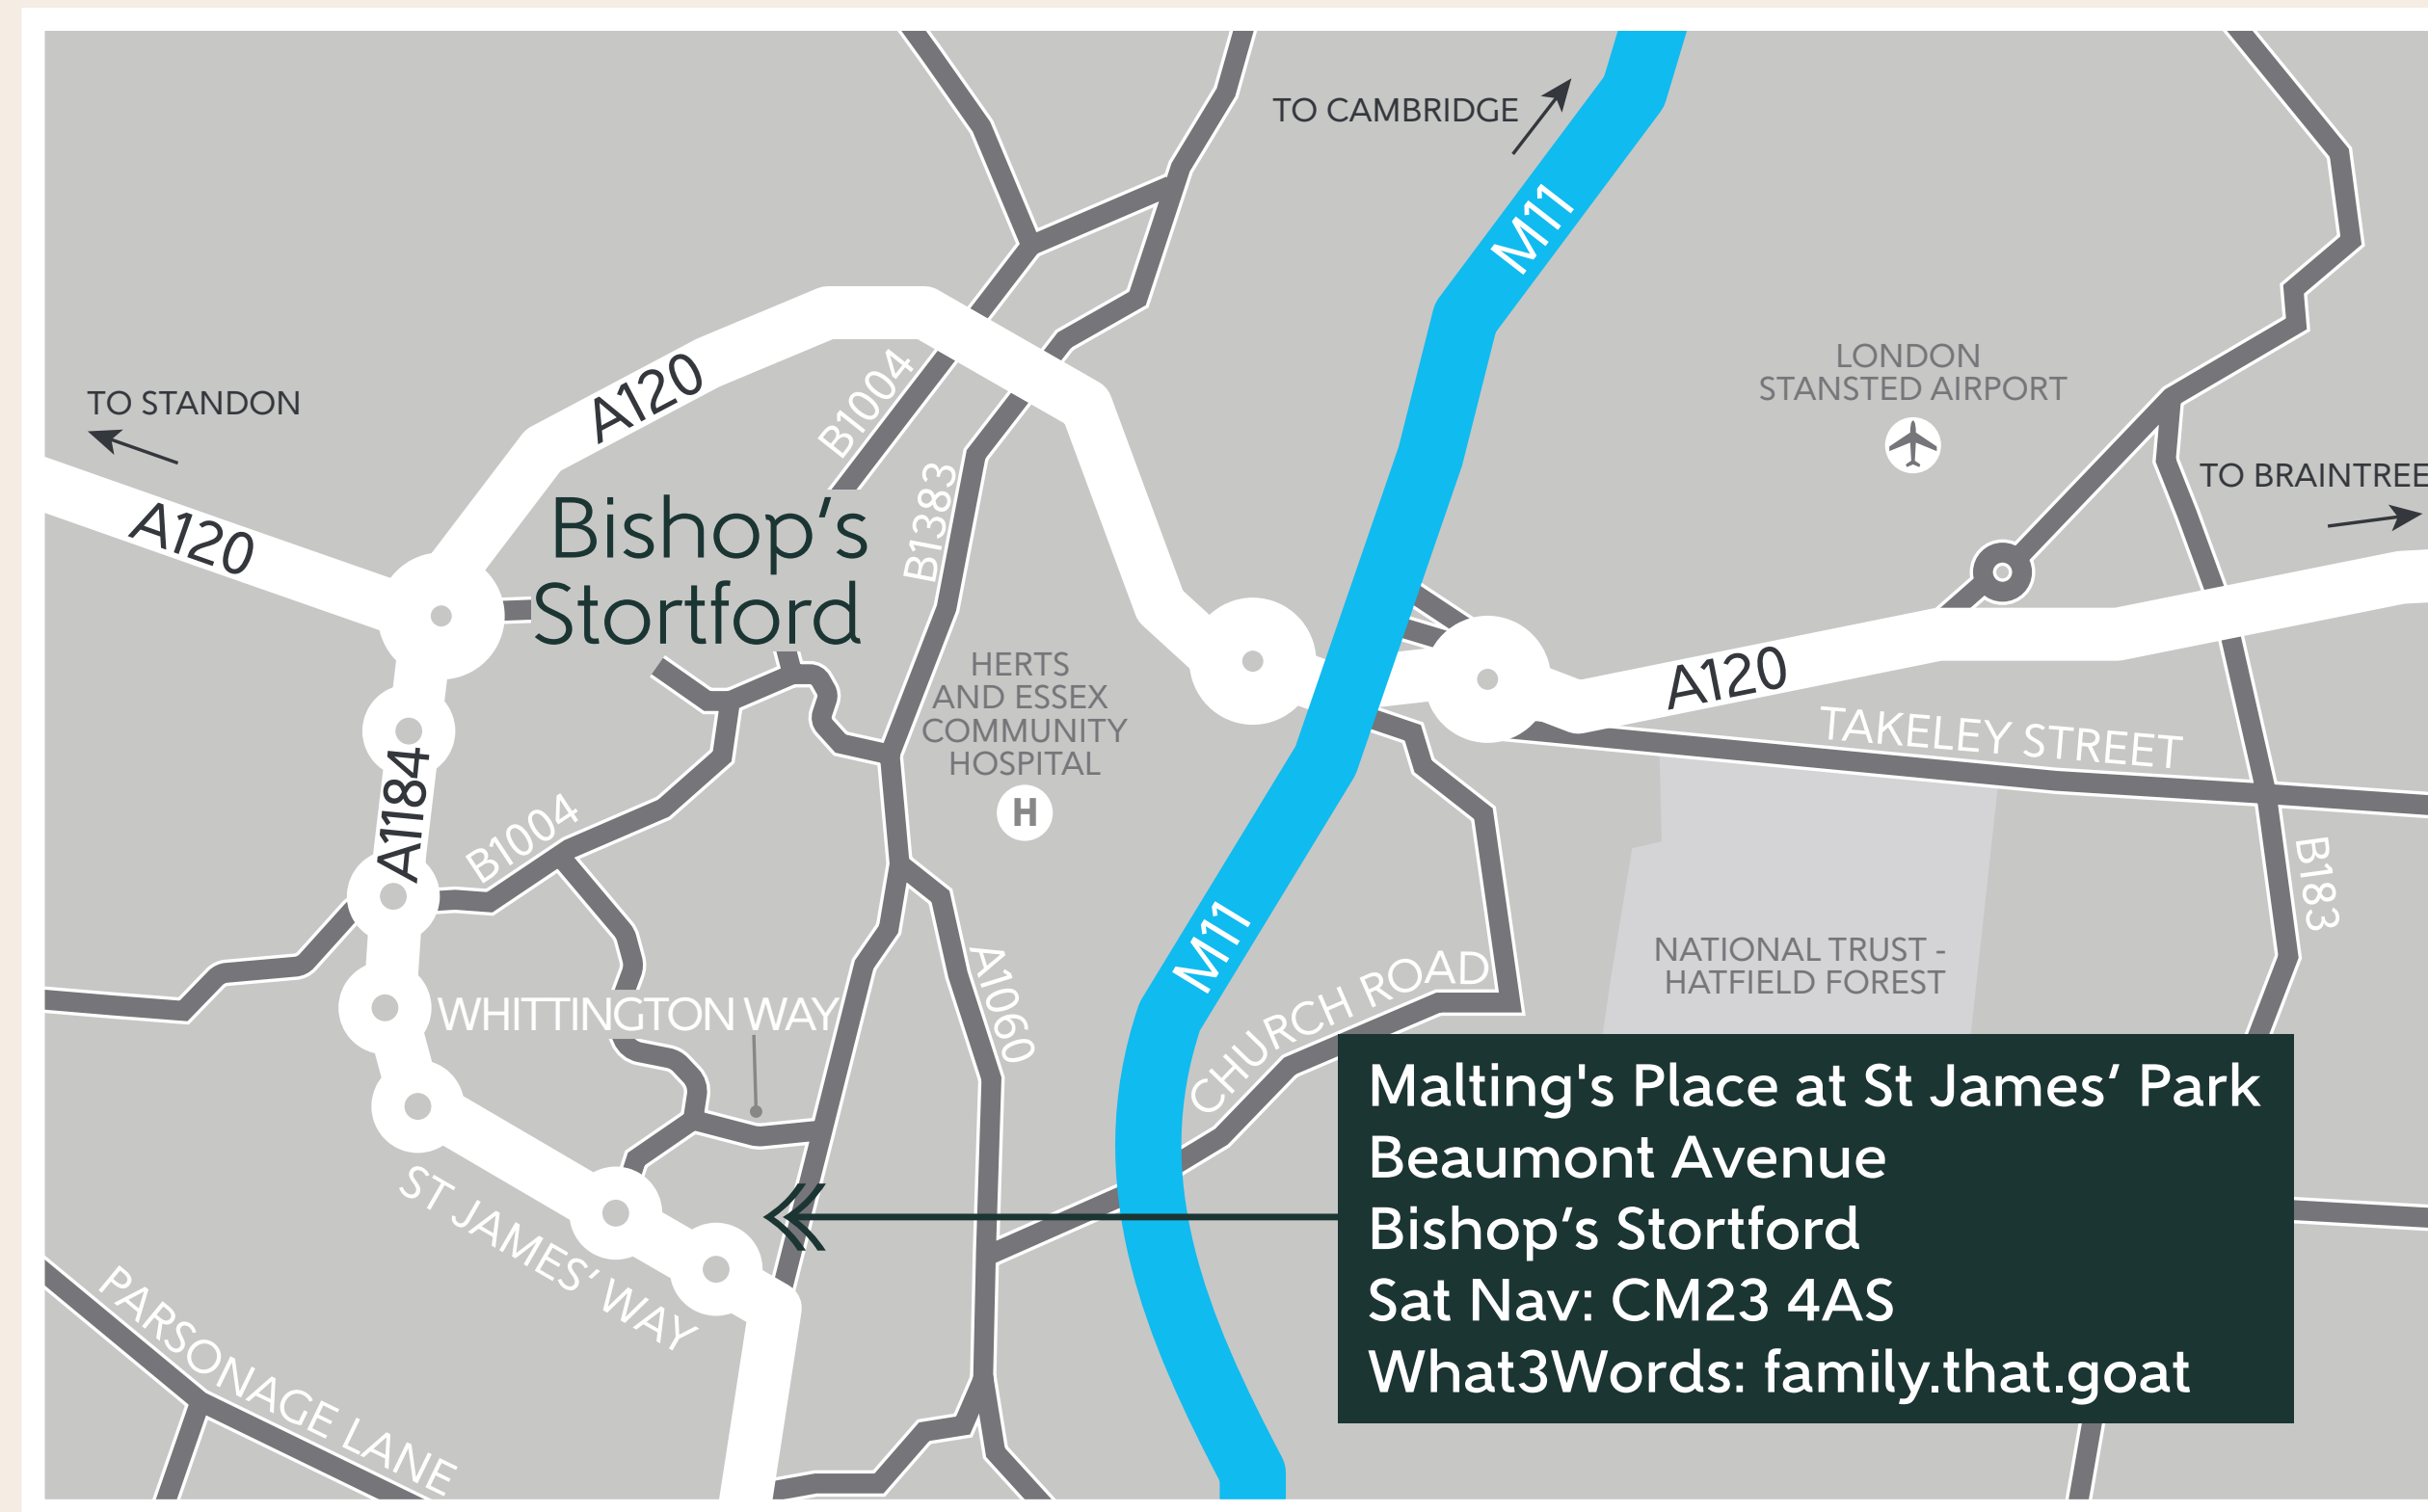 TO CAMBRIDGE
M11
LONDON
STANSTED AIRPORT
TO STANDON
A120
B1004
TO BRAINTREE
B1383
A120
Bishop‘s
Stortford
HERTS
AND ESSEX
COMMUNITY
HOSPITAL
H
A120
TAKELEY STREET
A1184
B1004
B183
M11
NATIONAL TRUST -
HATFIELD FOREST
CHURCH ROAD
A1060
WHITTINGTON WAY
Malting's Place at St James’ Park
Beaumont Avenue
Bishop‘s Stortford
Sat Nav: CM23 4AS
What3Words: family.that.goat
ST JAMES’ WAY
PARSONAGE LANE